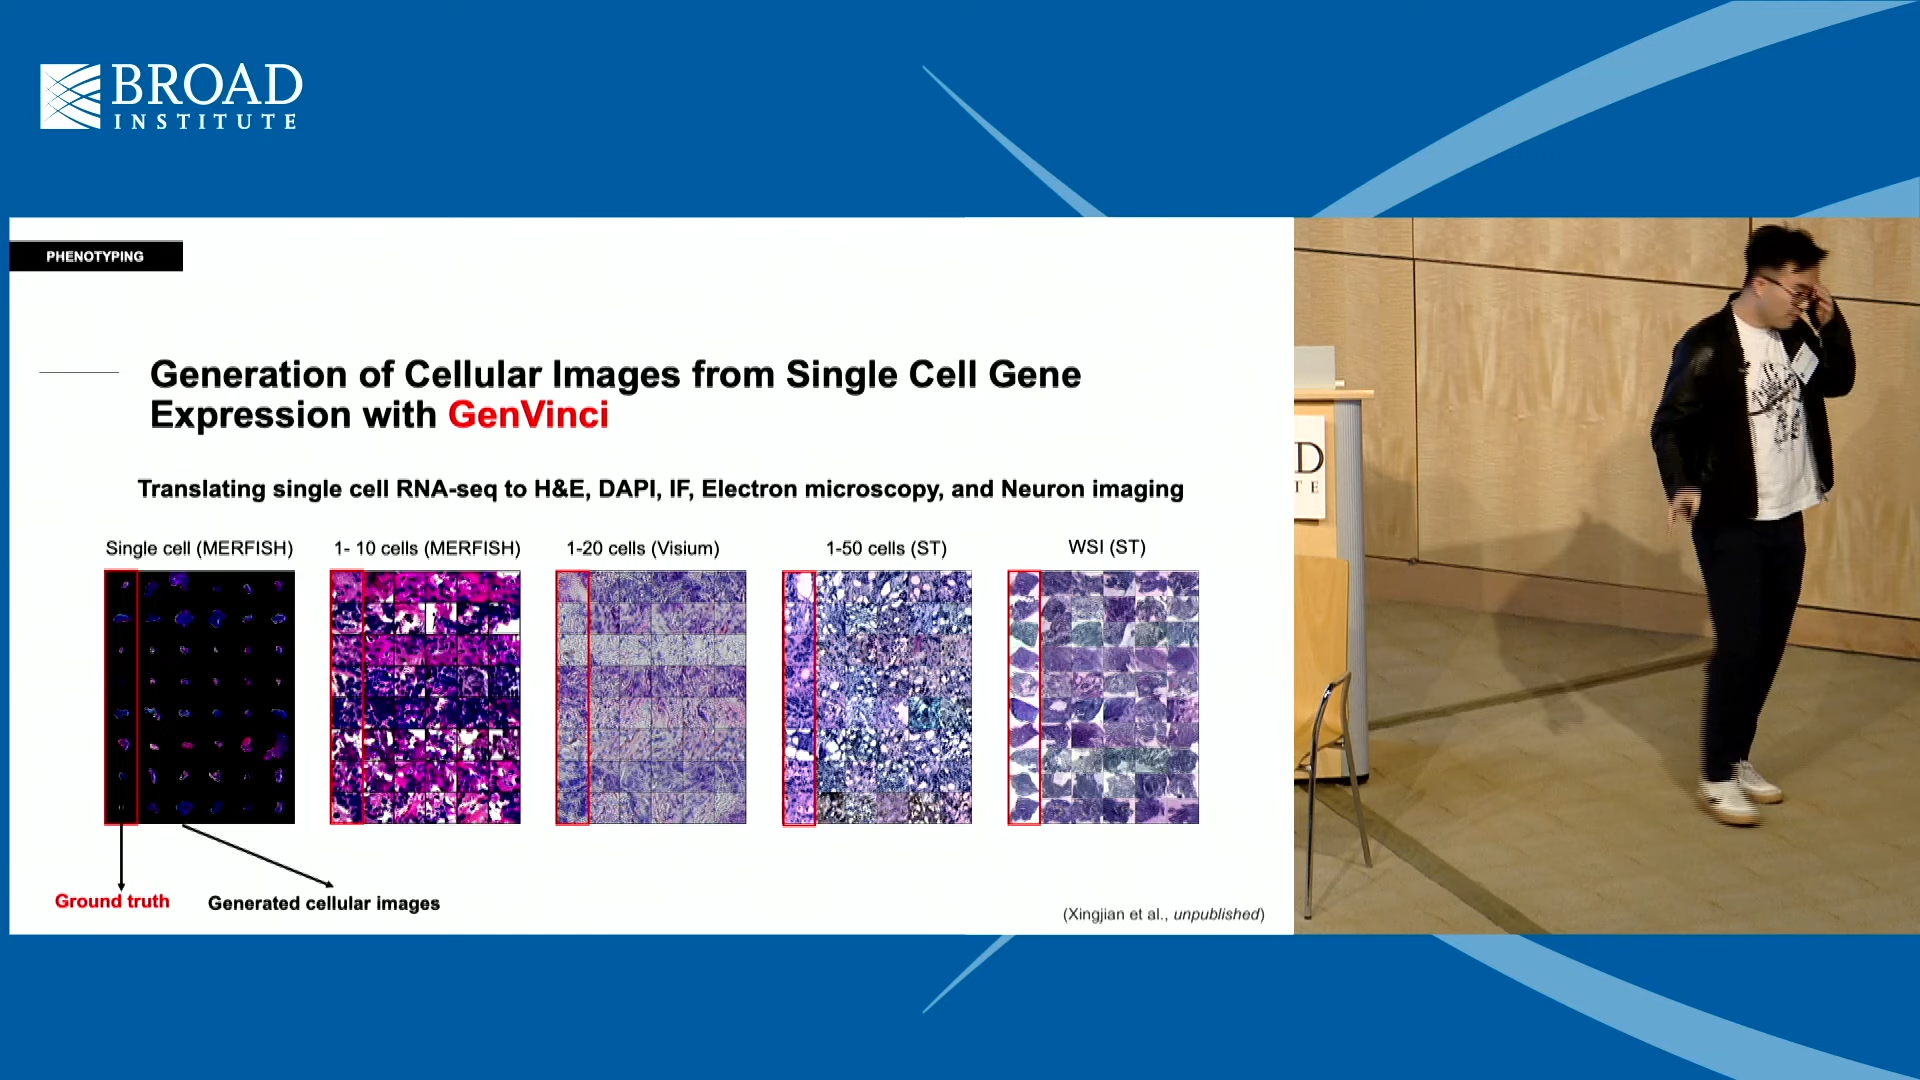 BROAD
INSTITUTE
PHENOTYPING
Generation of Cellular Images from Single Cell Gene
Expression with GenVinci
Translating single cell RNA-seq to H&E, DAPI, IF, Electron microscopy, and Neuron imaging
Single cell (MERFISH)
1- 10 cells (MERFISH)
1-20 cells (Visium)
1-50 cells (ST)
WSI (ST)
Ground truth
Generated cellular images
(Xingjian et al., unpublished)
D
TE